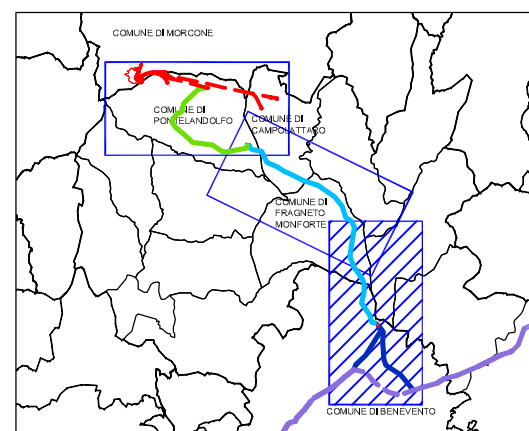 COMUNE DI MORCONE
COMUNE DI
PONTELANDOLFO
COMUNE DI
CAMPOLATTARO
COMUNE DI
FRAGNETO
MONFORTE
COMUNE DI BENEVENTO